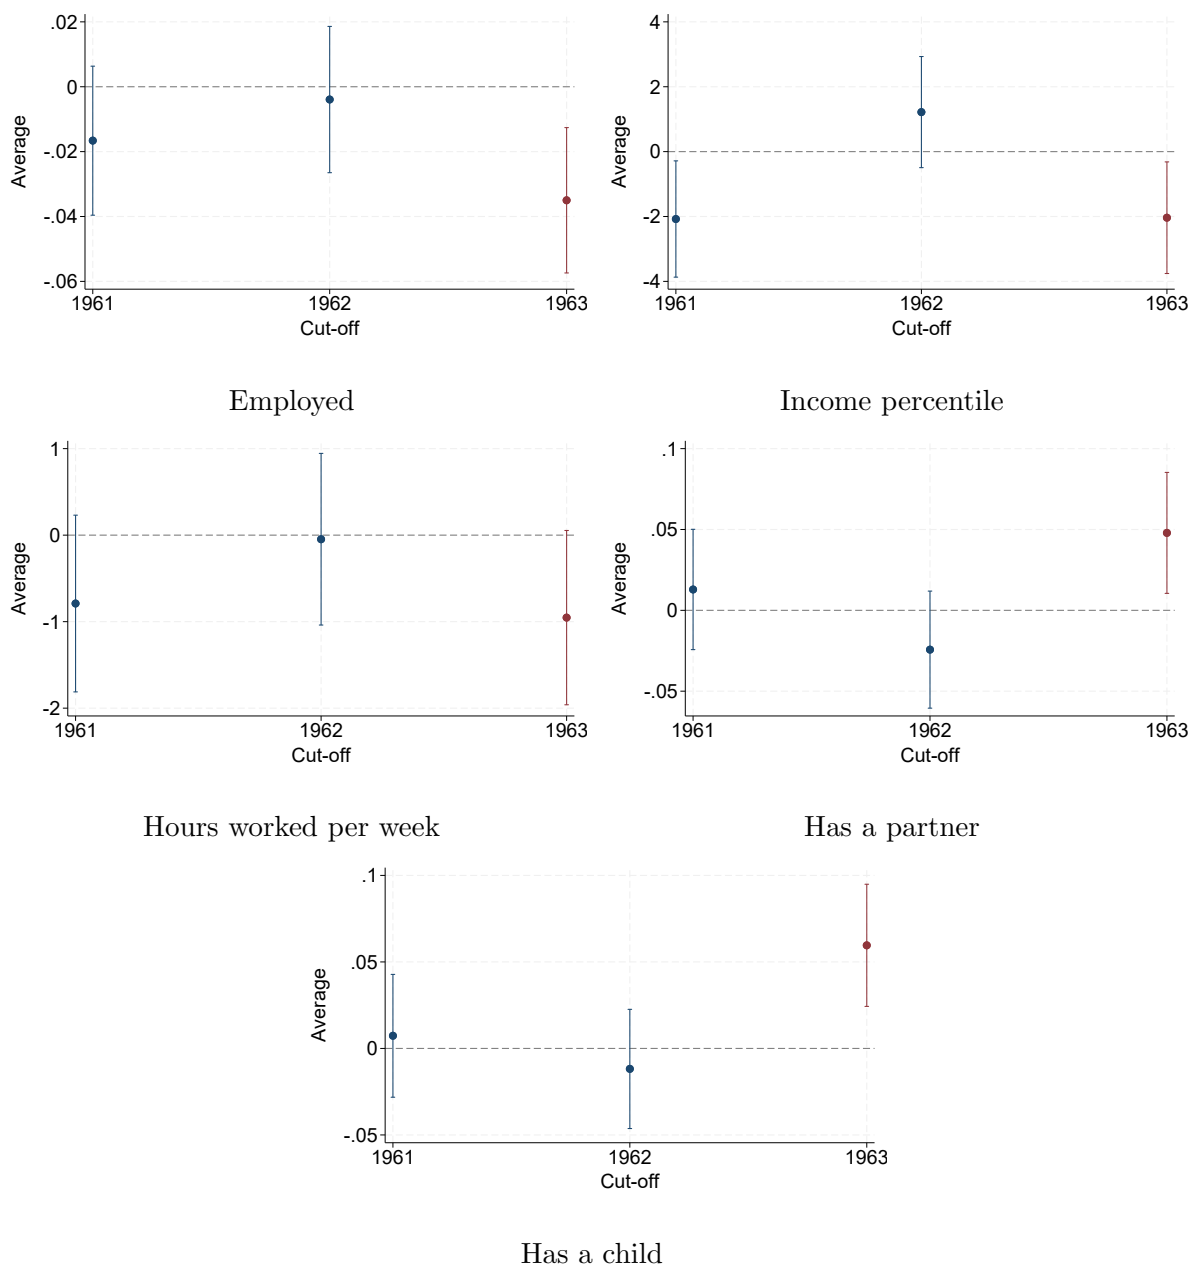 .02
0
-.02
-.04
-.06
Average
1961 1962 1963
Cut-off
Employed
4
2
0
-2
-4
Average
1961 1962 1963
Cut-off
Income percentile
1
0
-1
-2
Average
1961 1962 1963
Cut-off
Hours worked per week
.1
.05
0
-.05
Average
1961 1962 1963
Cut-off
Has a partner
.1
.05
0
-.05
Average
1961 1962 1963
Cut-off
Has a child